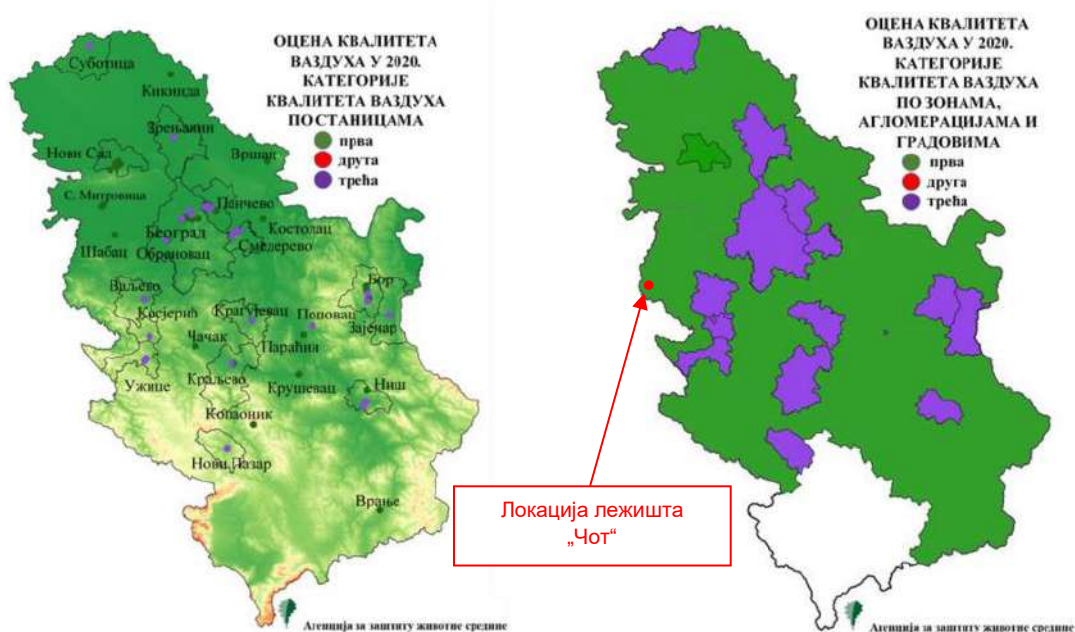 ОЦЕНА КВАЛИТЕТА
ВАЗДУХА У 2020.
КАТЕГОРИЈЕ
КВАЛИТЕТА ВАЗДУХА
ПО СТАНИЦАМА
прва
друга
трећа
Суботица
Кикинда
Зрењанин
Нови Сад
Вршац
С. Митровица
Панчево
Београд
Костолац
Шабац
Обреновац
Смедерево
Ваљево
Бор
Косјерић
Крагујевац
Поповац
Зајечар
Чачак
Параћин
Ужице
Краљево
Крушевац
Ниш
Копаоник
Нови Пазар
Врање
Агенција за заштиту животне средине
ОЦЕНА КВАЛИТЕТА
ВАЗДУХА У 2020.
КАТЕГОРИЈЕ
КВАЛИТЕТА ВАЗДУХА
ПО ЗОНАМА,
АГЛОМЕРАЦИЈАМА И
ГРАДОВИМА
прва
друга
трећа
Локација лежишта
„Чот“
Агенција за заштиту животне средине